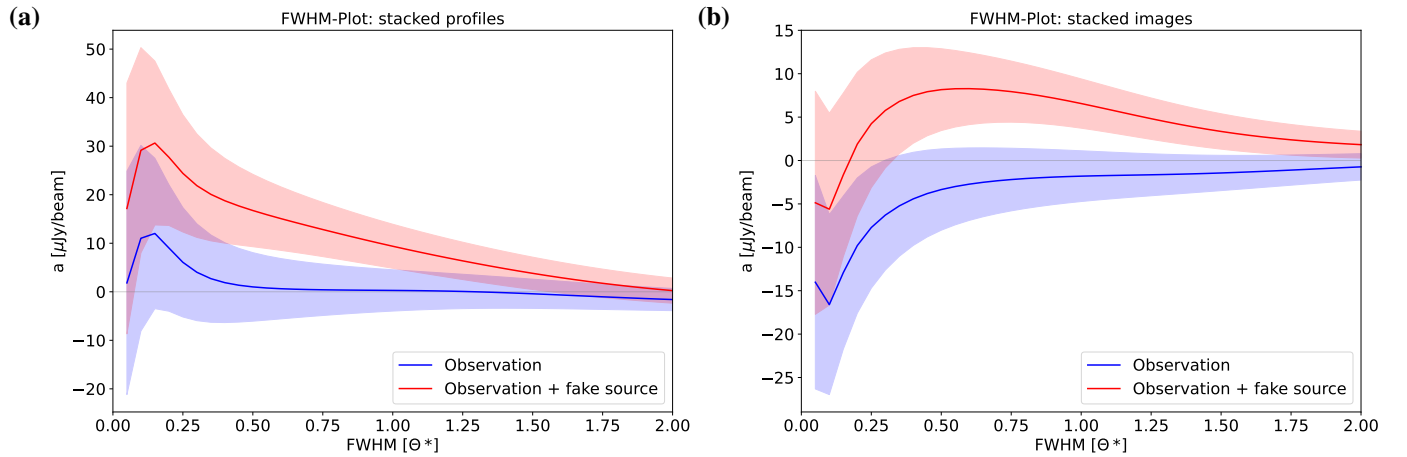 (a)
FWHM-Plot: stacked profiles
50
40
30
20
10
0
−10
−20
a [μJy/beam]
0.00 0.25 0.50 0.75 1.00 1.25 1.50 1.75 2.00
FWHM [Θ*]
Observation
Observation + fake source
(b)
FWHM-Plot: stacked images
15
10
5
0
−5
−10
−15
−20
−25
a [μJy/beam]
0.00 0.25 0.50 0.75 1.00 1.25 1.50 1.75 2.00
FWHM [Θ*]
Observation
Observation + fake source